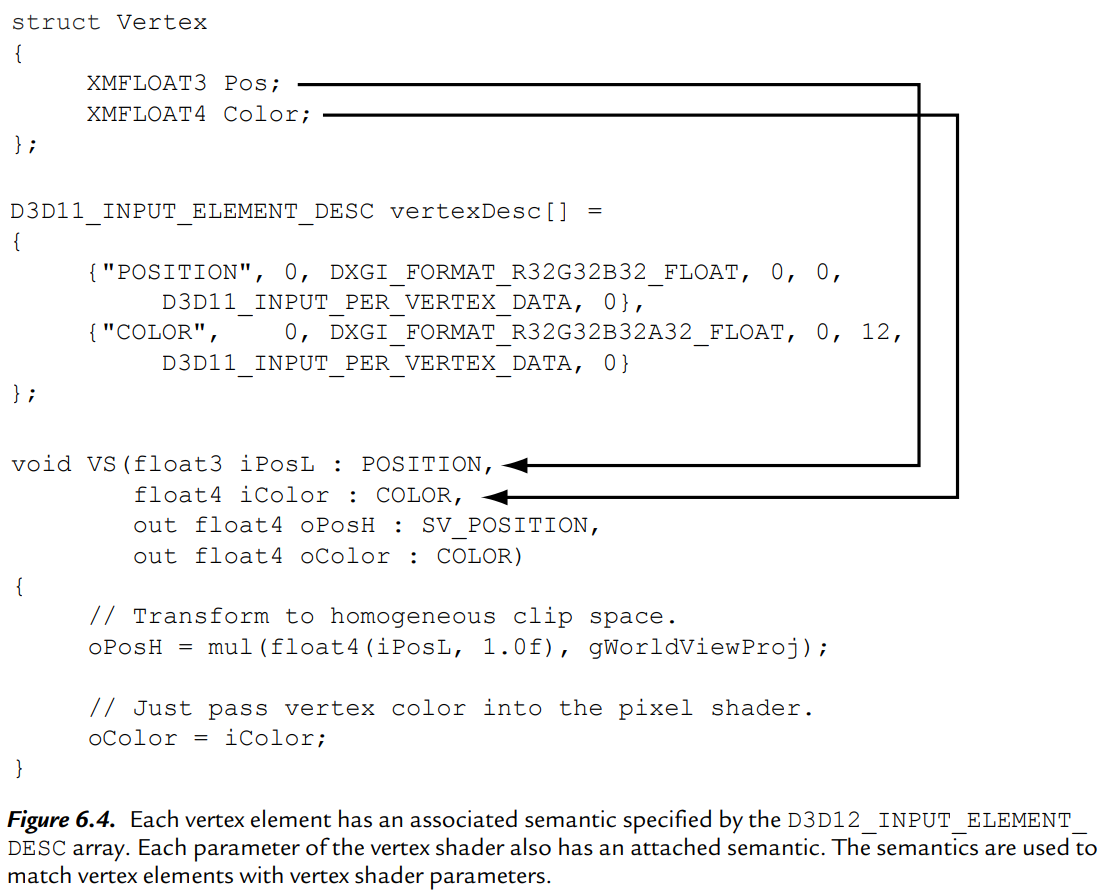 struct Vertex
{
XMFLOAT3 Pos;
XMFLOAT4 Color;
};
D3D11_INPUT_ELEMENT_DESC vertexDesc[] =
{
{"POSITION", 0, DXGI_FORMAT_R32G32B32_FLOAT, 0, 0,
D3D11_INPUT_PER_VERTEX_DATA, 0},
{"COLOR", 0, DXGI_FORMAT_R32G32B32A32_FLOAT, 0, 12,
D3D11_INPUT_PER_VERTEX_DATA, 0}
};
void VS(float3 iPosL : POSITION,
float4 iColor : COLOR,
out float4 oPosH : SV_POSITION,
out float4 oColor : COLOR)
{
// Transform to homogeneous clip space.
oPosH = mul(float4(iPosL, 1.0f), gWorldViewProj);
// Just pass vertex color into the pixel shader.
oColor = iColor;
}
Figure 6.4. Each vertex element has an associated semantic specified by the D3D12_INPUT_ELEMENT_
DESC array. Each parameter of the vertex shader also has an attached semantic. The semantics are used to
match vertex elements with vertex shader parameters.